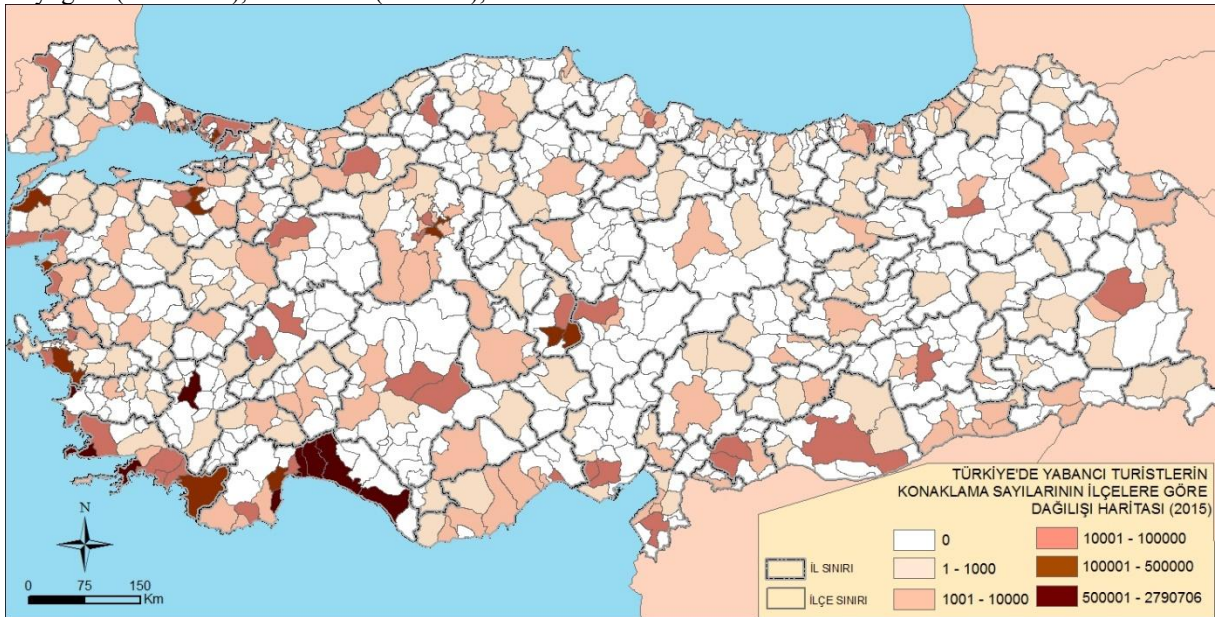 TÜRKİYE'DE YABANCI TURİSTLERİN
KONAKLAMA SAYILARININ İLÇELERE GÖRE
DAĞILIŞI HARİTASI (2015)
0
10001 - 100000
İL SINIRI
1 - 1000
100001 - 500000
İLÇE SINIRI
1001 - 10000
500001 - 2790706
N
0 75 150
Km